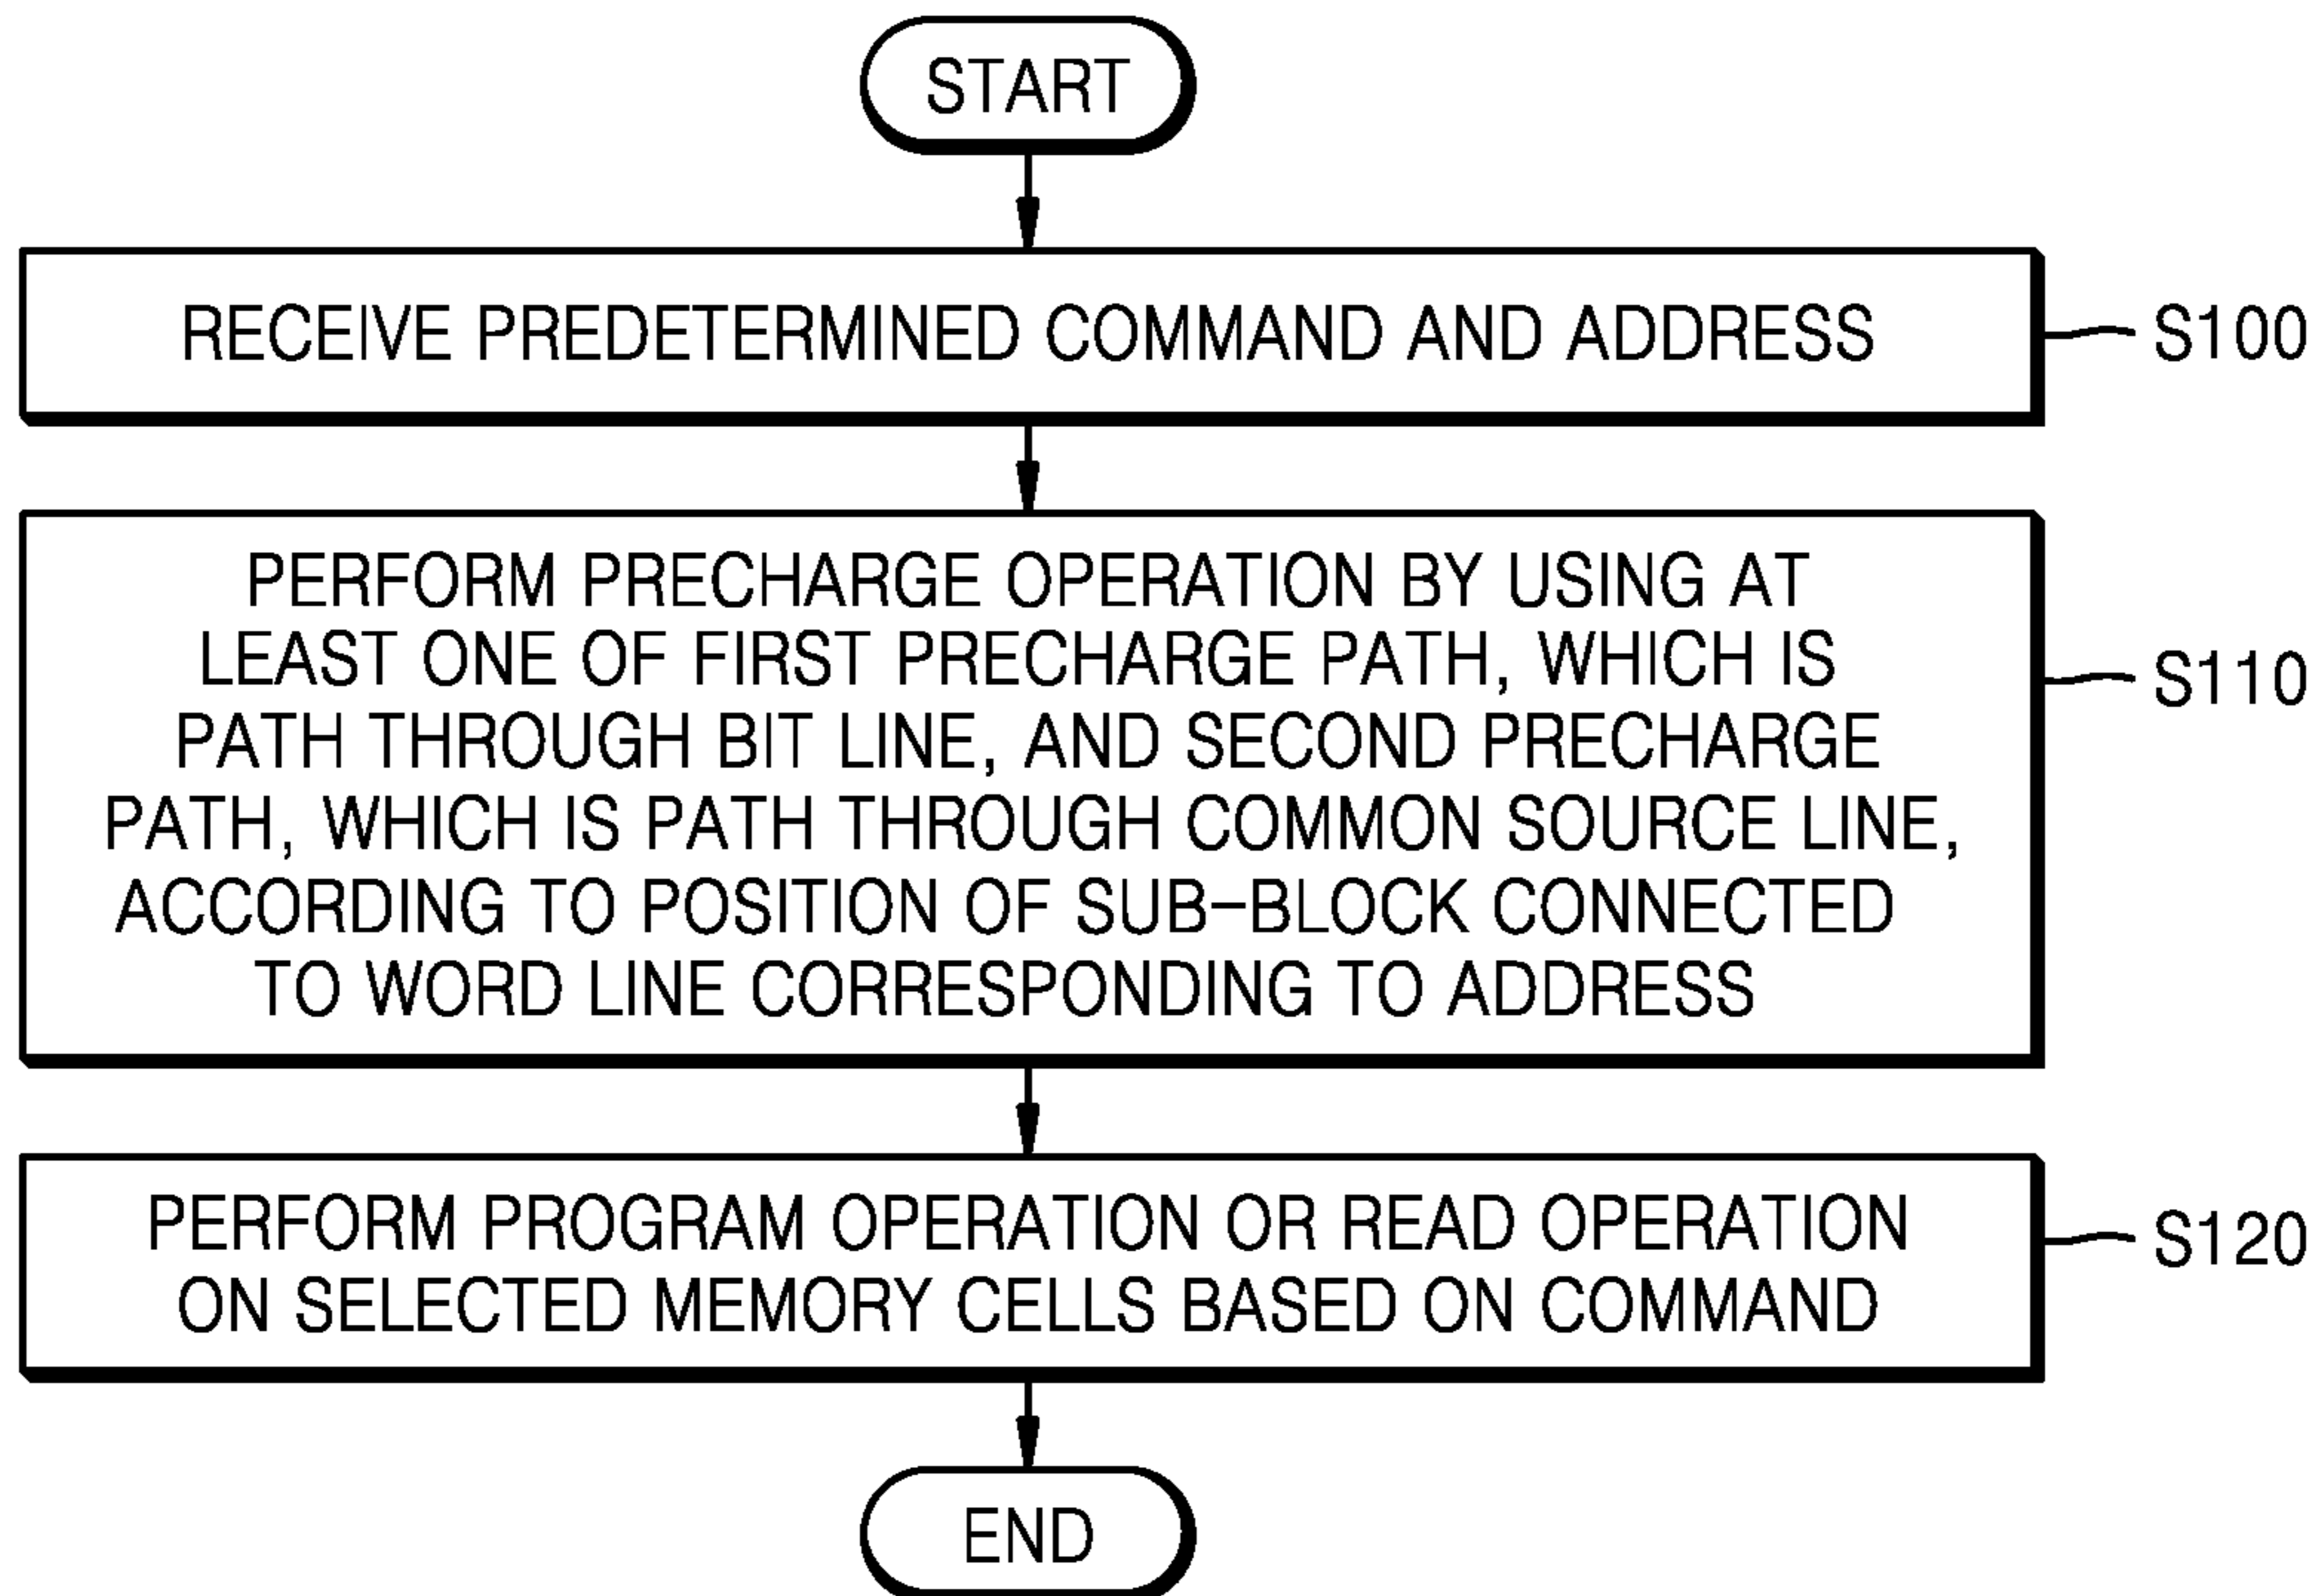 START
RECEIVE PREDETERMINED COMMAND AND ADDRESS
S100
PERFORM PRECHARGE OPERATION BY USING AT
LEAST ONE OF FIRST PRECHARGE PATH, WHICH IS
PATH THROUGH BIT LINE, AND SECOND PRECHARGE
PATH, WHICH IS PATH THROUGH COMMON SOURCE LINE,
ACCORDING TO POSITION OF SUB-BLOCK CONNECTED
TO WORD LINE CORRESPONDING TO ADDRESS
S110
PERFORM PROGRAM OPERATION OR READ OPERATION
ON SELECTED MEMORY CELLS BASED ON COMMAND
S120
END